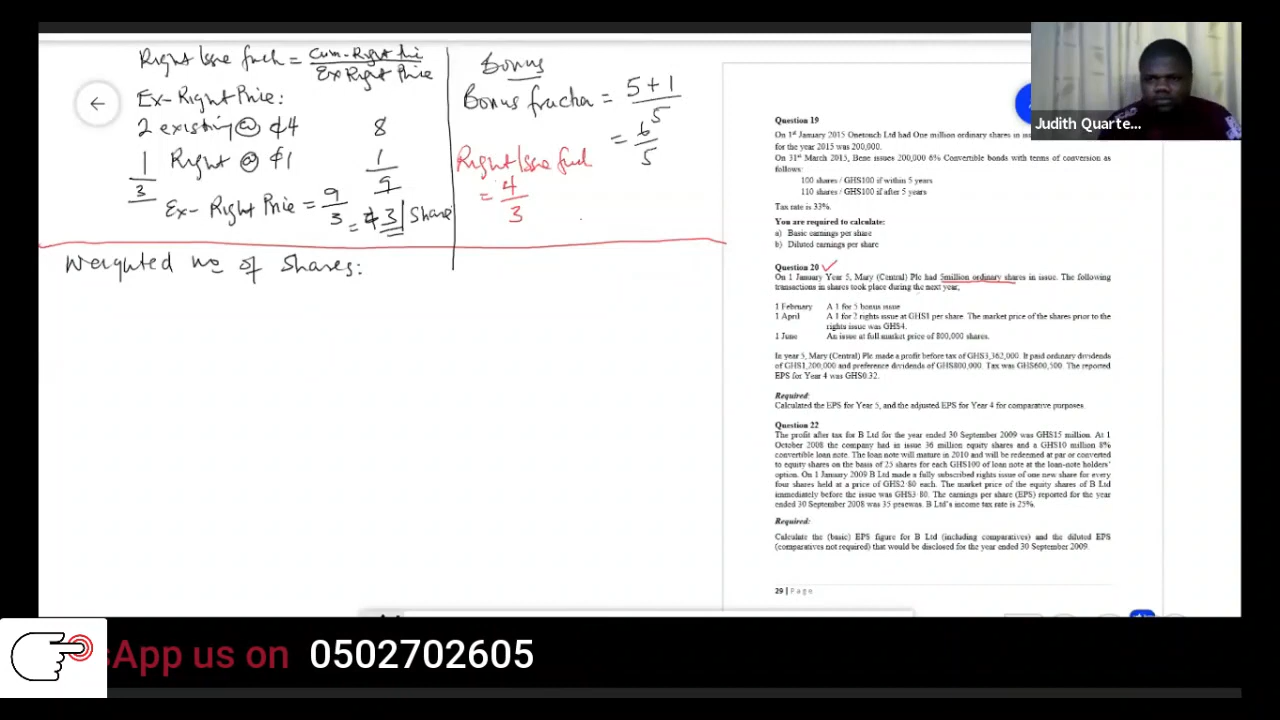 Right Issue fuch = Cum-Right Price
Ex Right Price
Ex-Right Price:
2 existing @ ¢4 8
1 Right @ ¢1 1
3 9
Ex-Right Price = 9
3
= ¢3/Share
Bonus
Bonus fraction = 5+1
5
= 6
5
Right Issue fuch
= 4
3
Weighted no of Shares:
Judith Quarte...
Question 19
On 1st January 2015 Onetouch Ltd had One million ordinary shares in
for the year 2015 was 200,000.
On 31st March 2015, Bene issues 200,000 6% Convertible bonds with terms of conversion as
follows:
100 shares / GHS100 if within 5 years
110 shares / GHS100 if after 5 years
Tax rate is 33%.
You are required to calculate:
a) Basic earnings per share
b) Diluted earnings per share
Question 20
On 1 January Year 5, Mary (Central) Plc had 5million ordinary shares in issue. The following
transactions in shares took place during the next year;
1 February A 1 for 5 bonus issue
1 April A 1 for 2 rights issue at GHS1 per share. The market price of the shares prior to the
rights issue was GHS4.
1 June An issue at full market price of 800,000 shares.
In year 5, Mary (Central) Plc made a profit before tax of GHS3,362,000. It paid ordinary dividends
of GHS1,200,000 and preference dividends of GHS800,000. Tax was GHS600,500. The reported
EPS for Year 4 was GHS0.32.
Required:
Calculated the EPS for Year 5, and the adjusted EPS for Year 4 for comparative purposes
Question 22
The profit after tax for B Ltd for the year ended 30 September 2009 was GHS15 million. At 1
October 2008 the company had in issue 36 million equity shares and a GHS10 million 8%
convertible loan note. The loan note will mature in 2010 and will be redeemed at par or converted
to equity shares on the basis of 25 shares for each GHS100 of loan note at the loan-note holders'
option. On 1 January 2009 B Ltd made a fully subscribed rights issue of one new share for every
four shares held at a price of GHS2·80 each. The market price of the equity shares of B Ltd
immediately before the issue was GHS3·80. The earnings per share (EPS) reported for the year
ended 30 September 2008 was 35 pesewas. B Ltd's income tax rate is 25%.
Required:
Calculate the (basic) EPS figure for B Ltd (including comparatives) and the diluted EPS
(comparatives not required) that would be disclosed for the year ended 30 September 2009.
29 | Page
sApp us on 0502702605